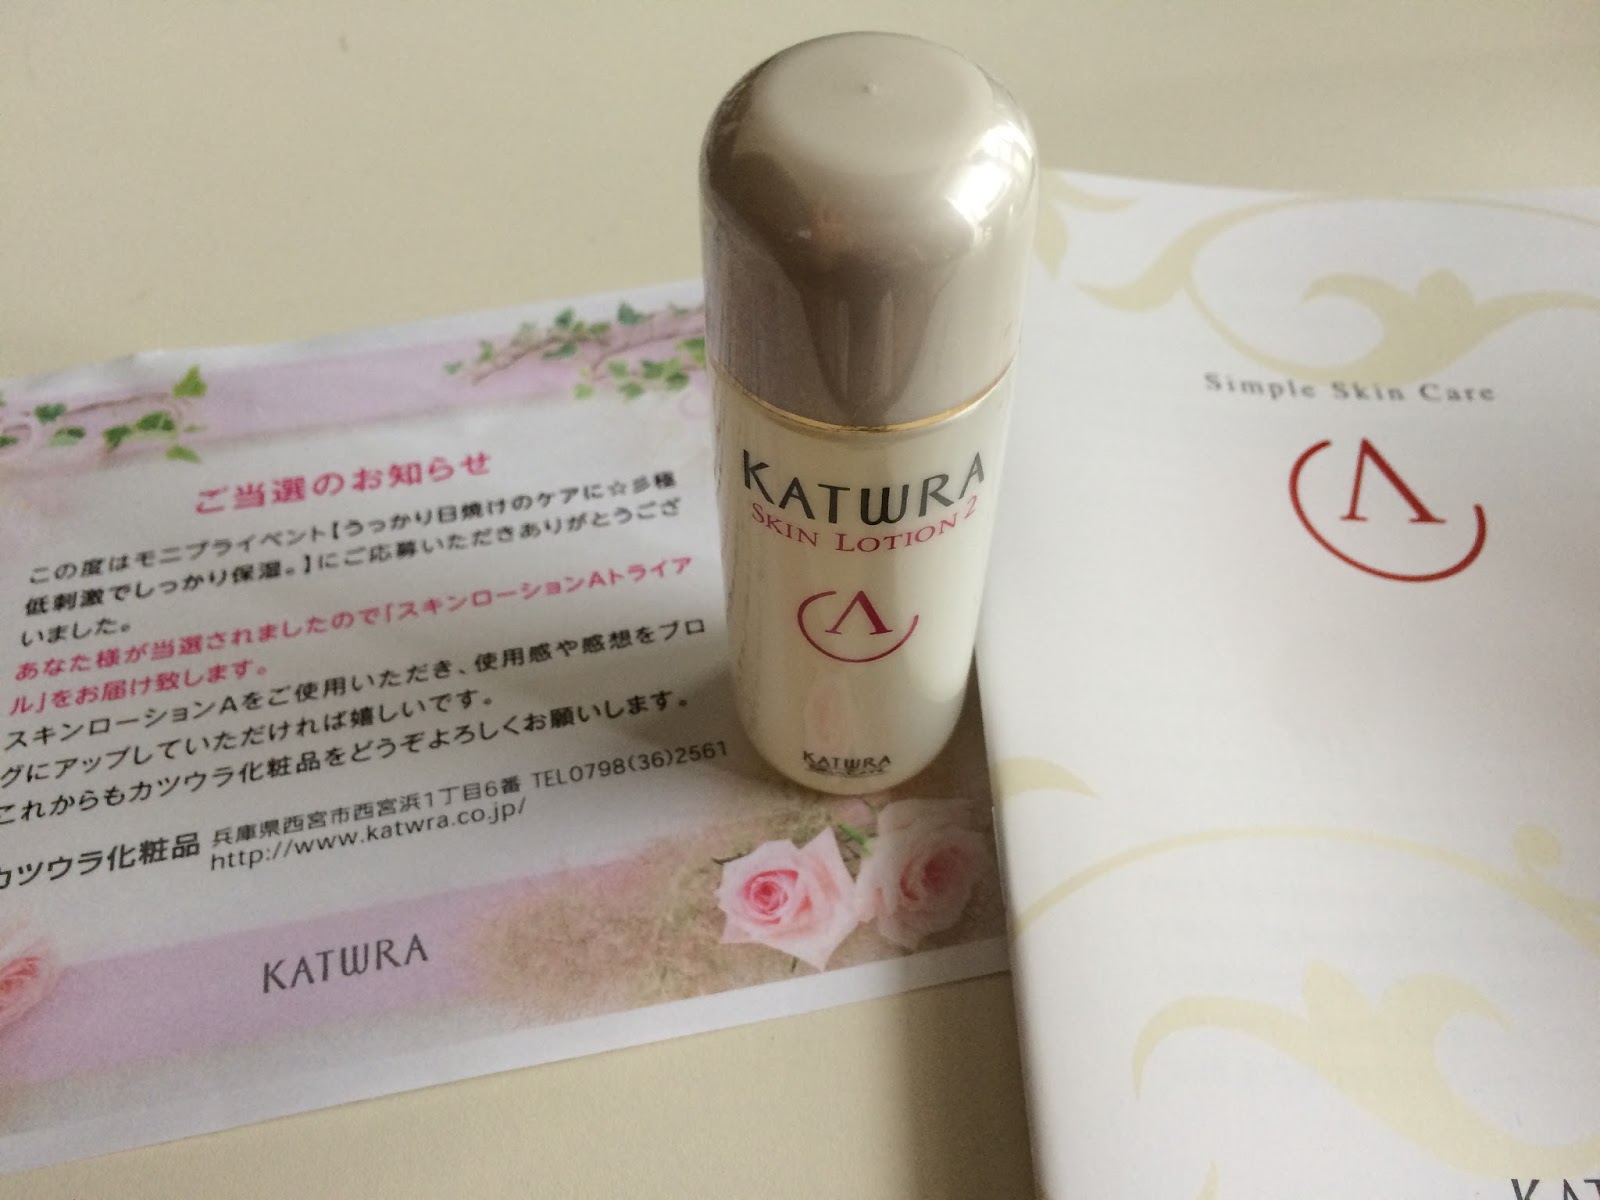 ご当選のお知らせ
この度はモニプライベント【うっかり日焼けのケアに☆多極
低刺激でしっかり保湿。】にご応募いただきありがとうござ
いました。
あなた様が当選されましたので「スキンローションAトライア
ル」をお届け致します。
スキンローションAをご使用いただき、使用感や感想をブロ
グにアップしていただければ嬉しいです。
これからもカツウラ化粧品をどうぞよろしくお願いします。
カツウラ化粧品 兵庫県西宮市西宮浜1丁目6番 TEL0798(36)2561
http://www.katwra.co.jp/
KATWRA
KATWRA
SKIN LOTION 2
Λ
KATWRA
Simple Skin Care
Λ